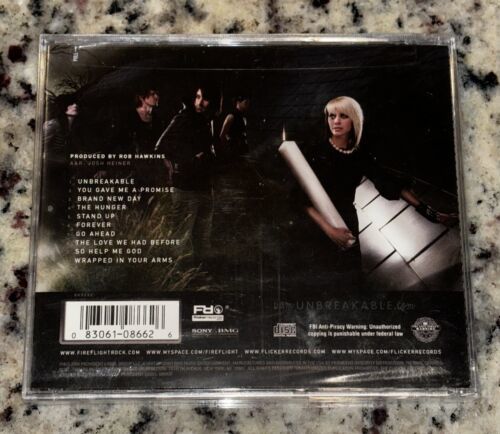 PRODUCED BY ROB HAWKINS
A&R: JOSH HEINER
UNBREAKABLE
YOU GAVE ME A PROMISE
BRAND NEW DAY
THE HUNGER
STAND UP
FOREVER
GO AHEAD
THE LOVE WE HAD BEFORE
SO HELP ME GOD
WRAPPED IN YOUR ARMS
iamUNBREAKABLE.com
0 83061-08662 6
SONY BMG
FBI Anti-Piracy Warning: Unauthorized
copying is punishable under federal law
WWW.FIREFLIGHTROCK.COM WWW.MYSPACE.COM/FIREFLIGHT WWW.FLICKERRECORDS.COM WWW.MYSPACE.COM/FLICKERRECORDS